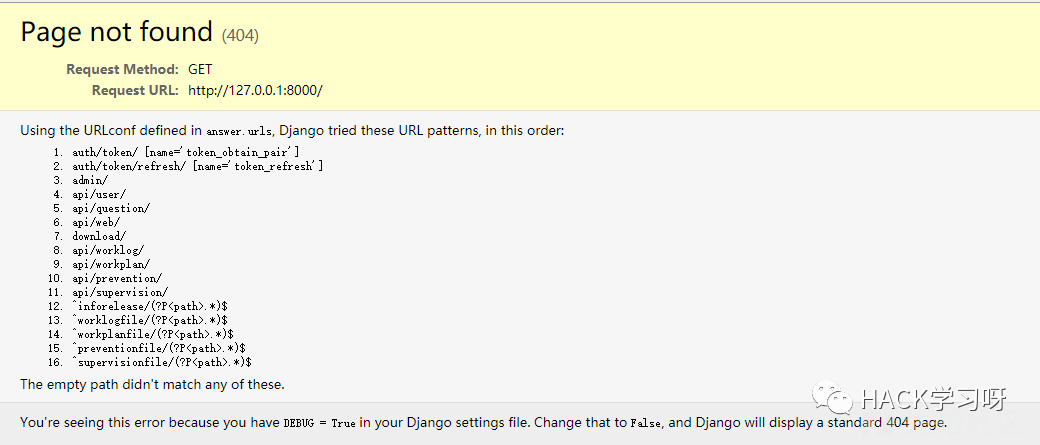 Page not found (404)
Request Method: GET
Request URL: http://127.0.0.1:8000/
Using the URLconf defined in answer.urls, Django tried these URL patterns, in this order:
1. auth/token/ [name='token_obtain_pair']
2. auth/token/refresh/ [name='token_refresh']
3. admin/
4. api/user/
5. api/question/
6. api/web/
7. download/
8. api/worklog/
9. api/workplan/
10. api/prevention/
11. api/supervision/
12. ^inforelease/(?P<path>.*)$
13. ^worklogfile/(?P<path>.*)$
14. ^workplanfile/(?P<path>.*)$
15. ^preventionfile/(?P<path>.*)$
16. ^supervisionfile/(?P<path>.*)$
The empty path didn't match any of these.
HACK学习呀
You're seeing this error because you have DEBUG = True in your Django settings file. Change that to False, and Django will display a standard 404 page.